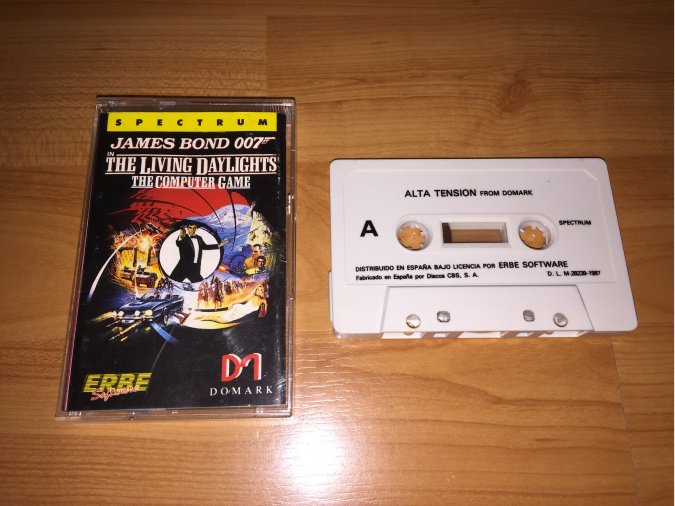 SPECTRUM
JAMES BOND 007
IN
THE LIVING DAYLIGHTS
THE COMPUTER GAME
ERBE
Software
DOMARK
ALTA TENSION FROM DOMARK
A
SPECTRUM
DISTRIBUIDO EN ESPAÑA BAJO LICENCIA POR ERBE SOFTWARE
Fabricado en España por Discos CBS, S. A.
D. L. M-28239-1987